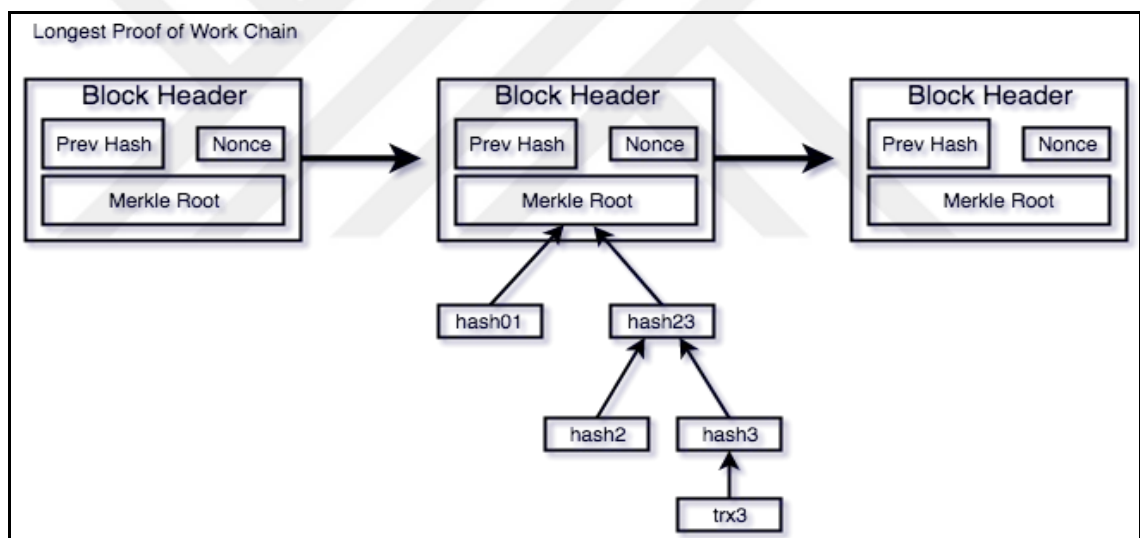 Longest Proof of Work Chain
Block Header Block Header Block Header
Prev Hash Nonce Prev Hash Nonce Prev Hash Nonce
Merkle Root Merkle Root Merkle Root
hash01 hash23
hash2 hash3
trx3